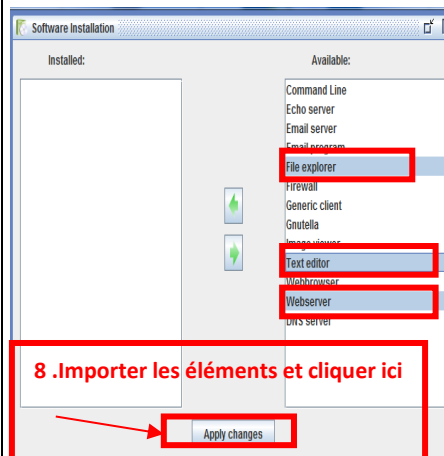 Software Installation
Installed:
Available:
Command Line
Echo server
Email server
Email program
File explorer
Firewall
Generic client
Gnutella
Image viewer
Text editor
Webbrowser
Webserver
DNS server
8 .Importer les éléments et cliquer ici
Apply changes